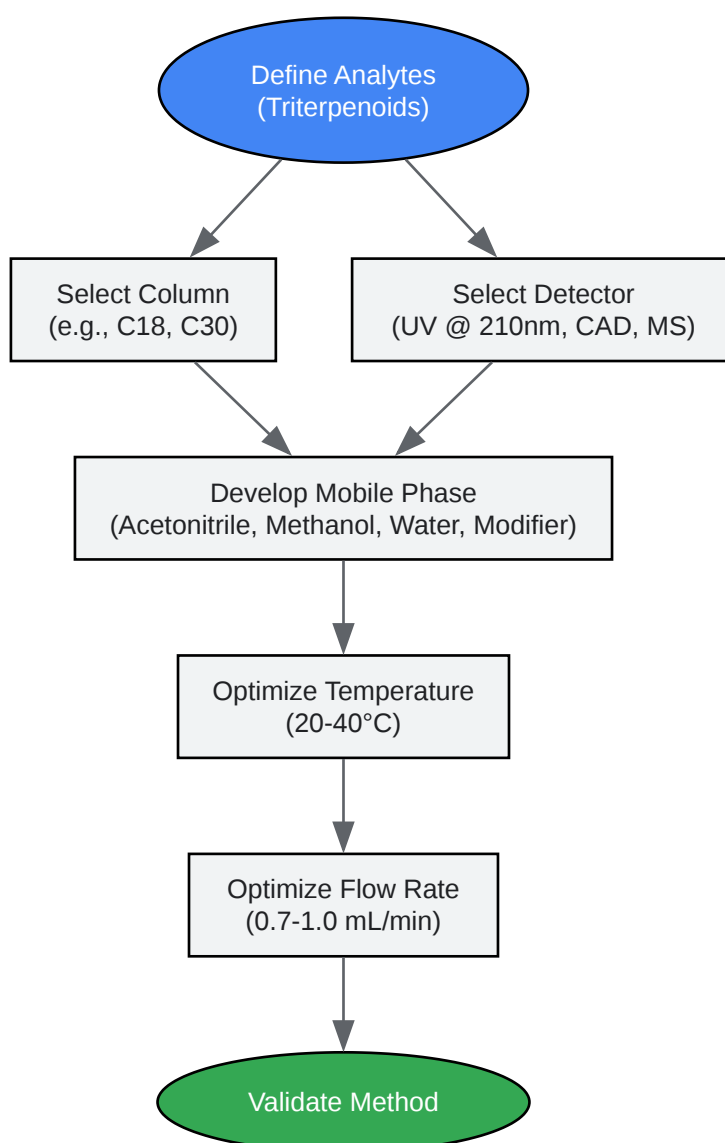 Define Analytes
(Triterpenoids)
Select Column
(e.g., C18, C30)
Select Detector
(UV @ 210nm, CAD, MS)
Develop Mobile Phase
(Acetonitrile, Methanol, Water, Modifier)
Optimize Temperature
(20-40°C)
Optimize Flow Rate
(0.7-1.0 mL/min)
Validate Method